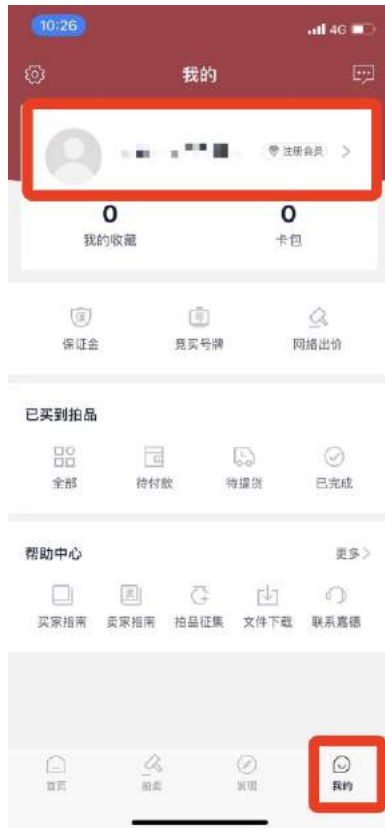 10:26 4G
我的
注册会员
0 0
我的收藏 卡包
保证金 竞买号牌 网络出价
已买到拍品
全部 待付款 待提货 已完成
帮助中心 更多
买家指南 卖家指南 拍品征集 文件下载 联系嘉德
首页 拍卖 发现 我的